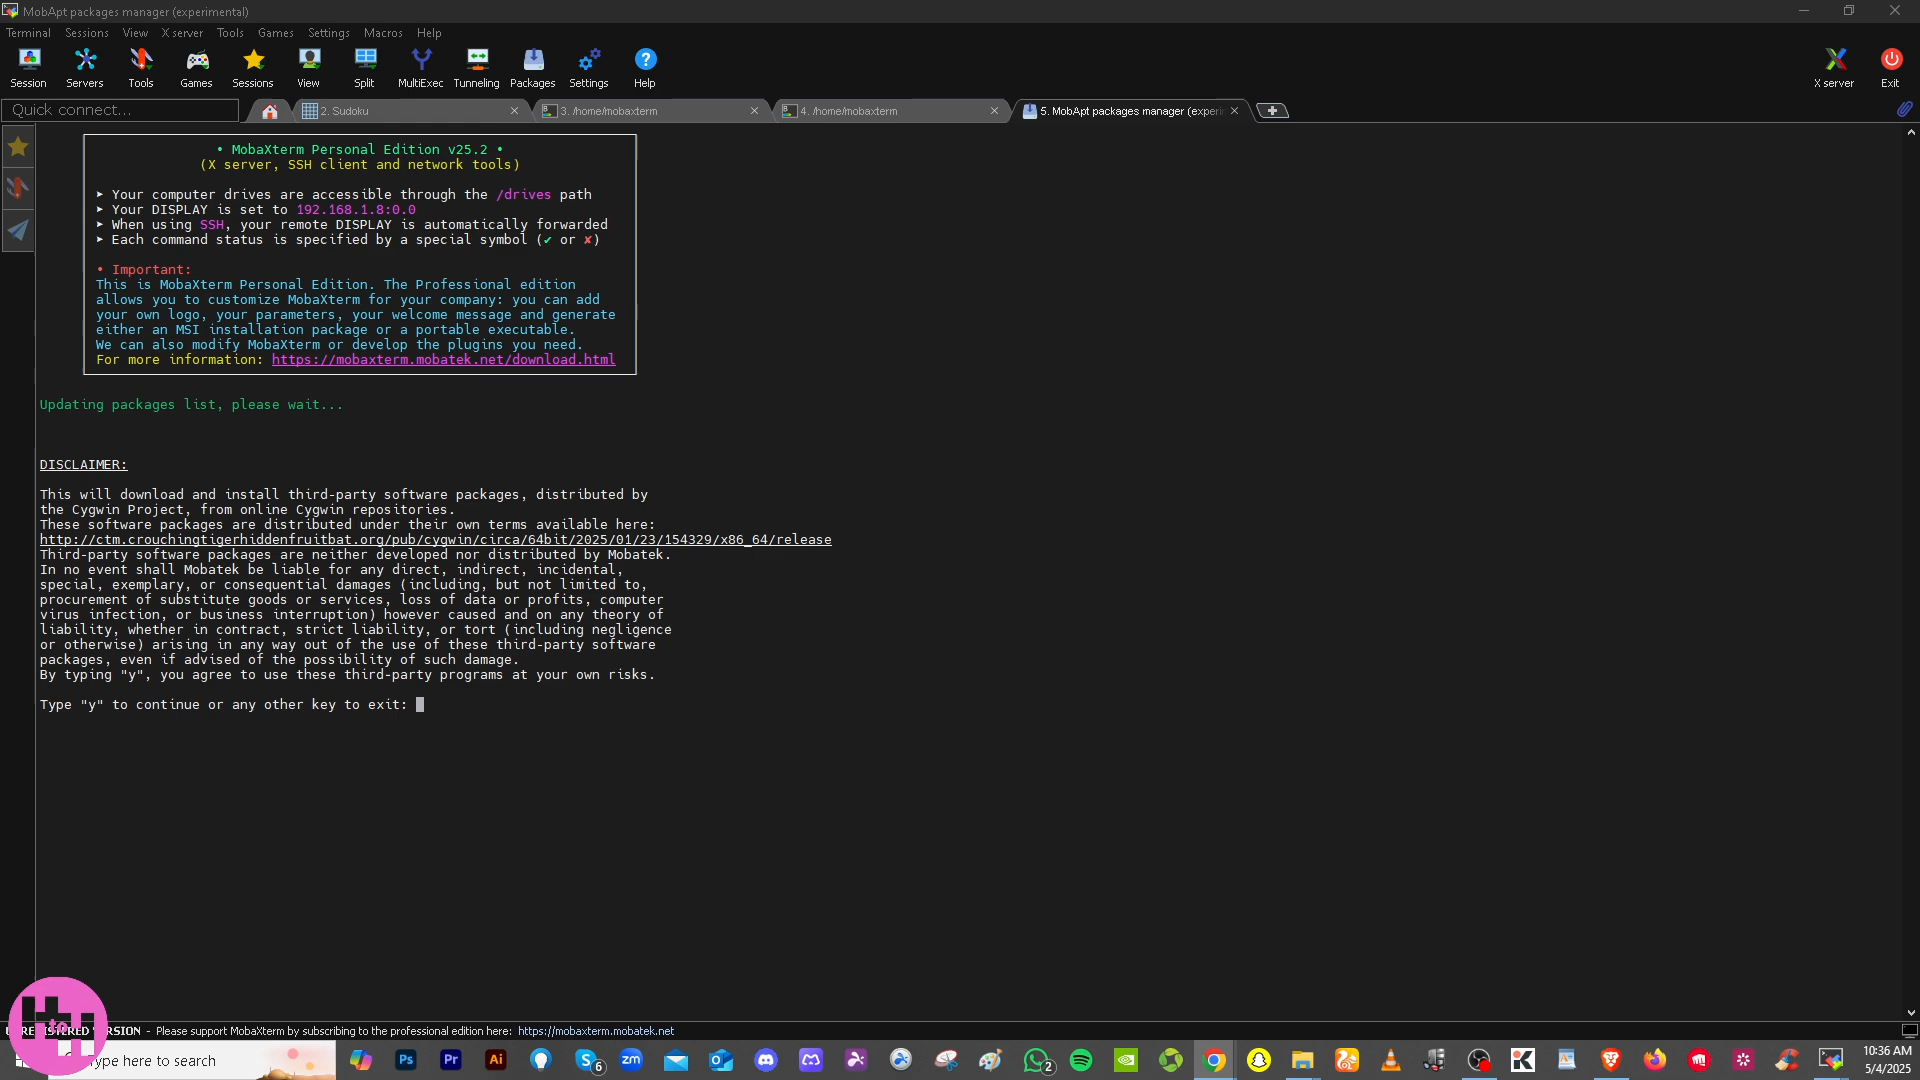 MobApt packages manager (experimental)
Terminal Sessions View X server Tools Games Settings Macros Help
Session Servers Tools Games Sessions View Split MultiExec Tunneling Packages Settings Help X server Exit
Quick connect... 2. Sudoku 3. /home/mobaxterm 4. /home/mobaxterm 5. MobApt packages manager (experi
• MobaXterm Personal Edition v25.2 •
(X server, SSH client and network tools)
➤ Your computer drives are accessible through the /drives path
➤ Your DISPLAY is set to 192.168.1.8:0.0
➤ When using SSH, your remote DISPLAY is automatically forwarded
➤ Each command status is specified by a special symbol (✔ or ✘)
• Important:
This is MobaXterm Personal Edition. The Professional edition
allows you to customize MobaXterm for your company: you can add
your own logo, your parameters, your welcome message and generate
either an MSI installation package or a portable executable.
We can also modify MobaXterm or develop the plugins you need.
For more information: https://mobaxterm.mobatek.net/download.html
Updating packages list, please wait...
DISCLAIMER:
This will download and install third-party software packages, distributed by
the Cygwin Project, from online Cygwin repositories.
These software packages are distributed under their own terms available here:
http://ctm.crouchingtigerhiddenfruitbat.org/pub/cygwin/circa/64bit/2025/01/23/154329/x86_64/release
Third-party software packages are neither developed nor distributed by Mobatek.
In no event shall Mobatek be liable for any direct, indirect, incidental,
special, exemplary, or consequential damages (including, but not limited to,
procurement of substitute goods or services, loss of data or profits, computer
virus infection, or business interruption) however caused and on any theory of
liability, whether in contract, strict liability, or tort (including negligence
or otherwise) arising in any way out of the use of these third-party software
packages, even if advised of the possibility of such damage.
By typing "y", you agree to use these third-party programs at your own risks.
Type "y" to continue or any other key to exit:
H to H
RSION - Please support MobaXterm by subscribing to the professional edition here: https://mobaxterm.mobatek.net
ype here to search Ps Pr Ai 6 zm 2 10:36 AM
5/4/2025